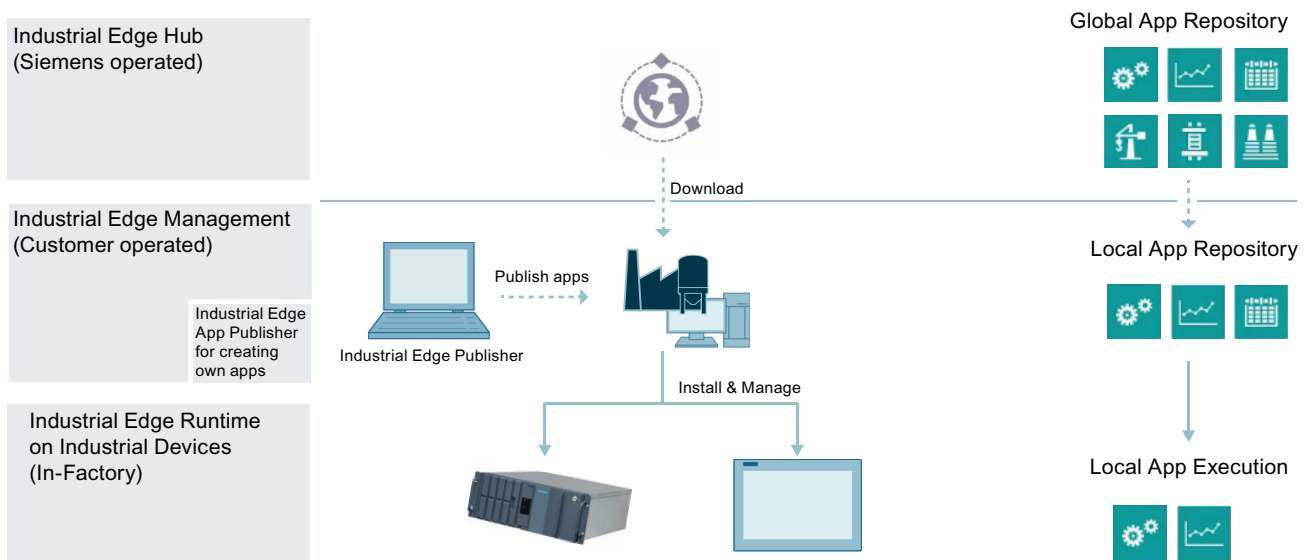 Industrial Edge Hub
(Siemens operated)
Global App Repository
Download
Industrial Edge Management
(Customer operated)
Industrial Edge
App Publisher
for creating
own apps
Publish apps
Industrial Edge Publisher
Local App Repository
Install & Manage
Industrial Edge Runtime
on Industrial Devices
(In-Factory)
Local App Execution